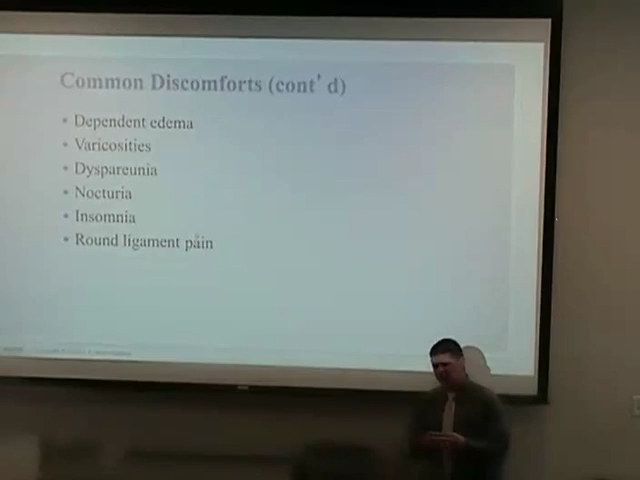 Common Discomforts (cont' d)
• Dependent edema
• Varicosities
• Dyspareunia
• Nocturia
• Insomnia
• Round ligament pain